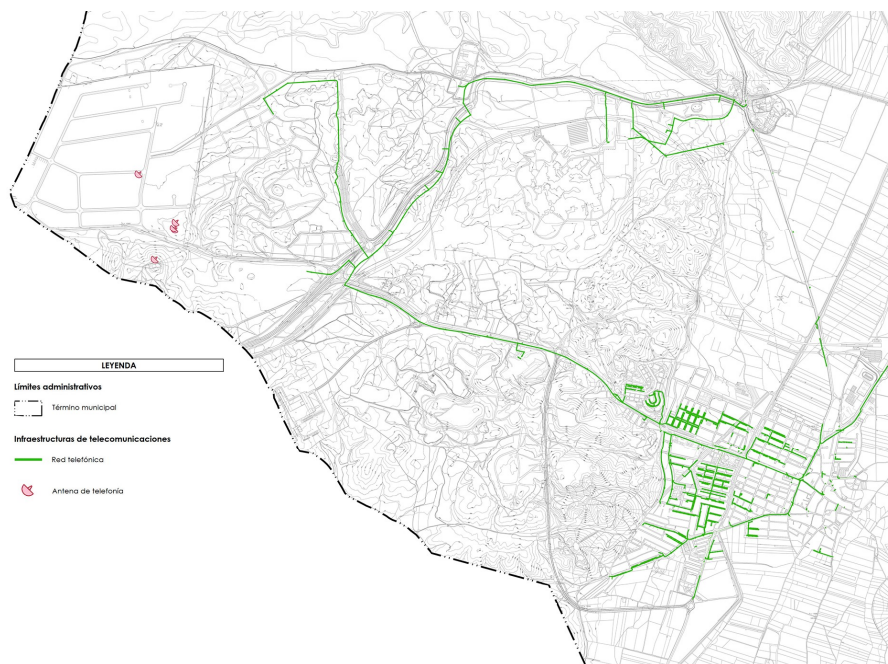 LEYENDA
Límites administrativos
Término municipal
Infraestructuras de telecomunicaciones
Red telefónica
Antena de telefonía